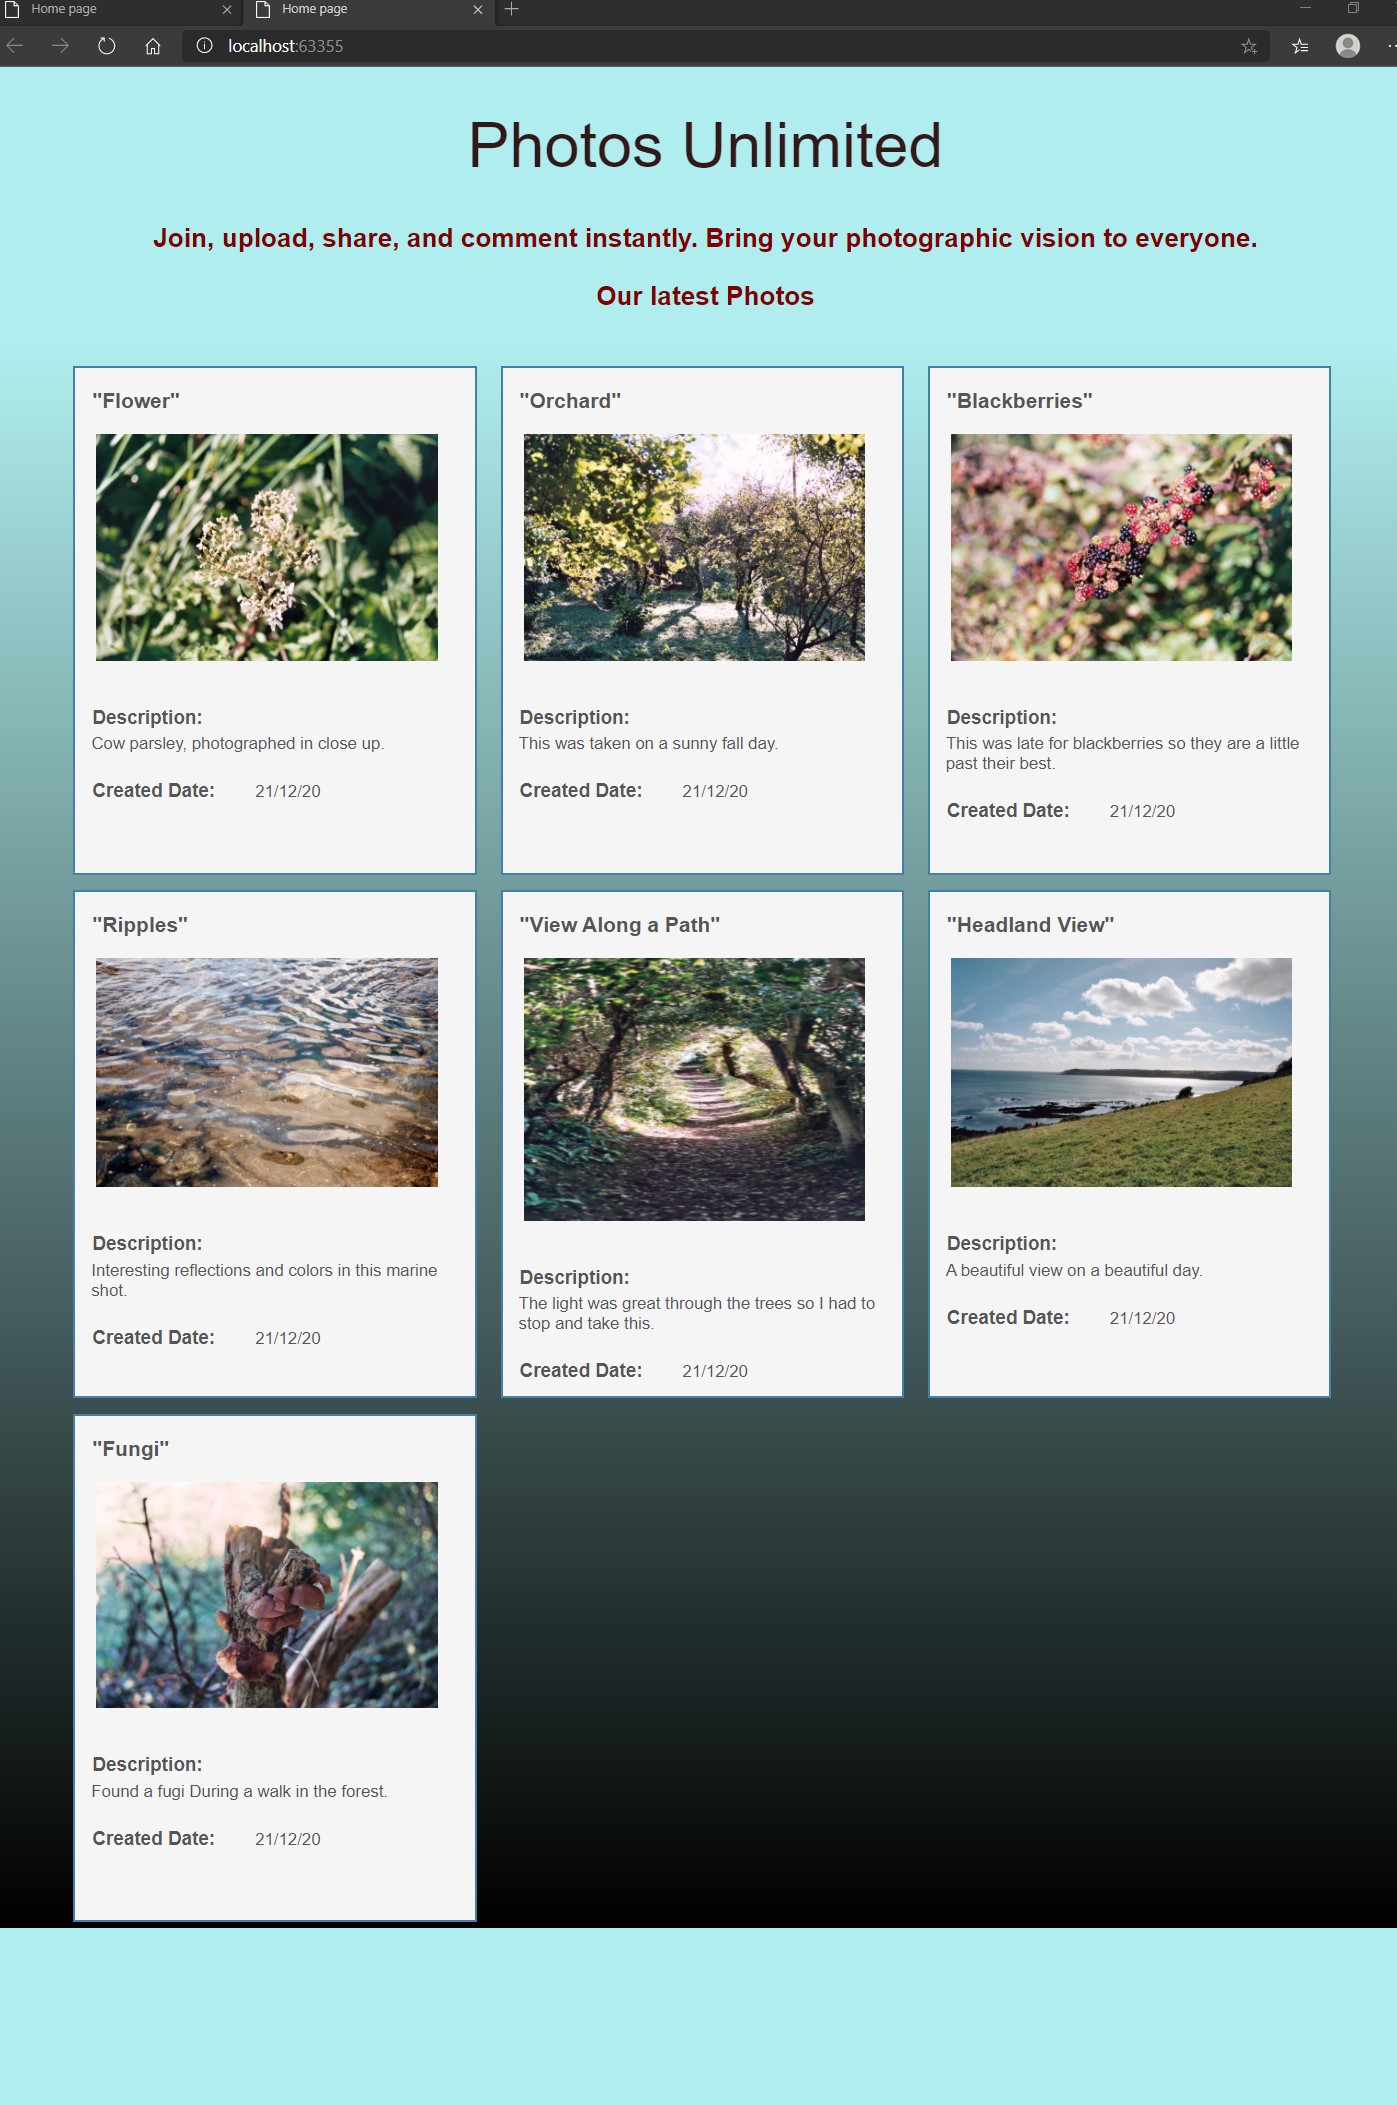 Home page
Home page
localhost:63355
Photos Unlimited
Join, upload, share, and comment instantly. Bring your photographic vision to everyone.
Our latest Photos
"Flower"
Description:
Cow parsley, photographed in close up.
Created Date: 21/12/20
"Orchard"
Description:
This was taken on a sunny fall day.
Created Date: 21/12/20
"Blackberries"
Description:
This was late for blackberries so they are a little
past their best.
Created Date: 21/12/20
"Ripples"
Description:
Interesting reflections and colors in this marine
shot.
Created Date: 21/12/20
"View Along a Path"
Description:
The light was great through the trees so I had to
stop and take this.
Created Date: 21/12/20
"Headland View"
Description:
A beautiful view on a beautiful day.
Created Date: 21/12/20
"Fungi"
Description:
Found a fugi During a walk in the forest.
Created Date: 21/12/20